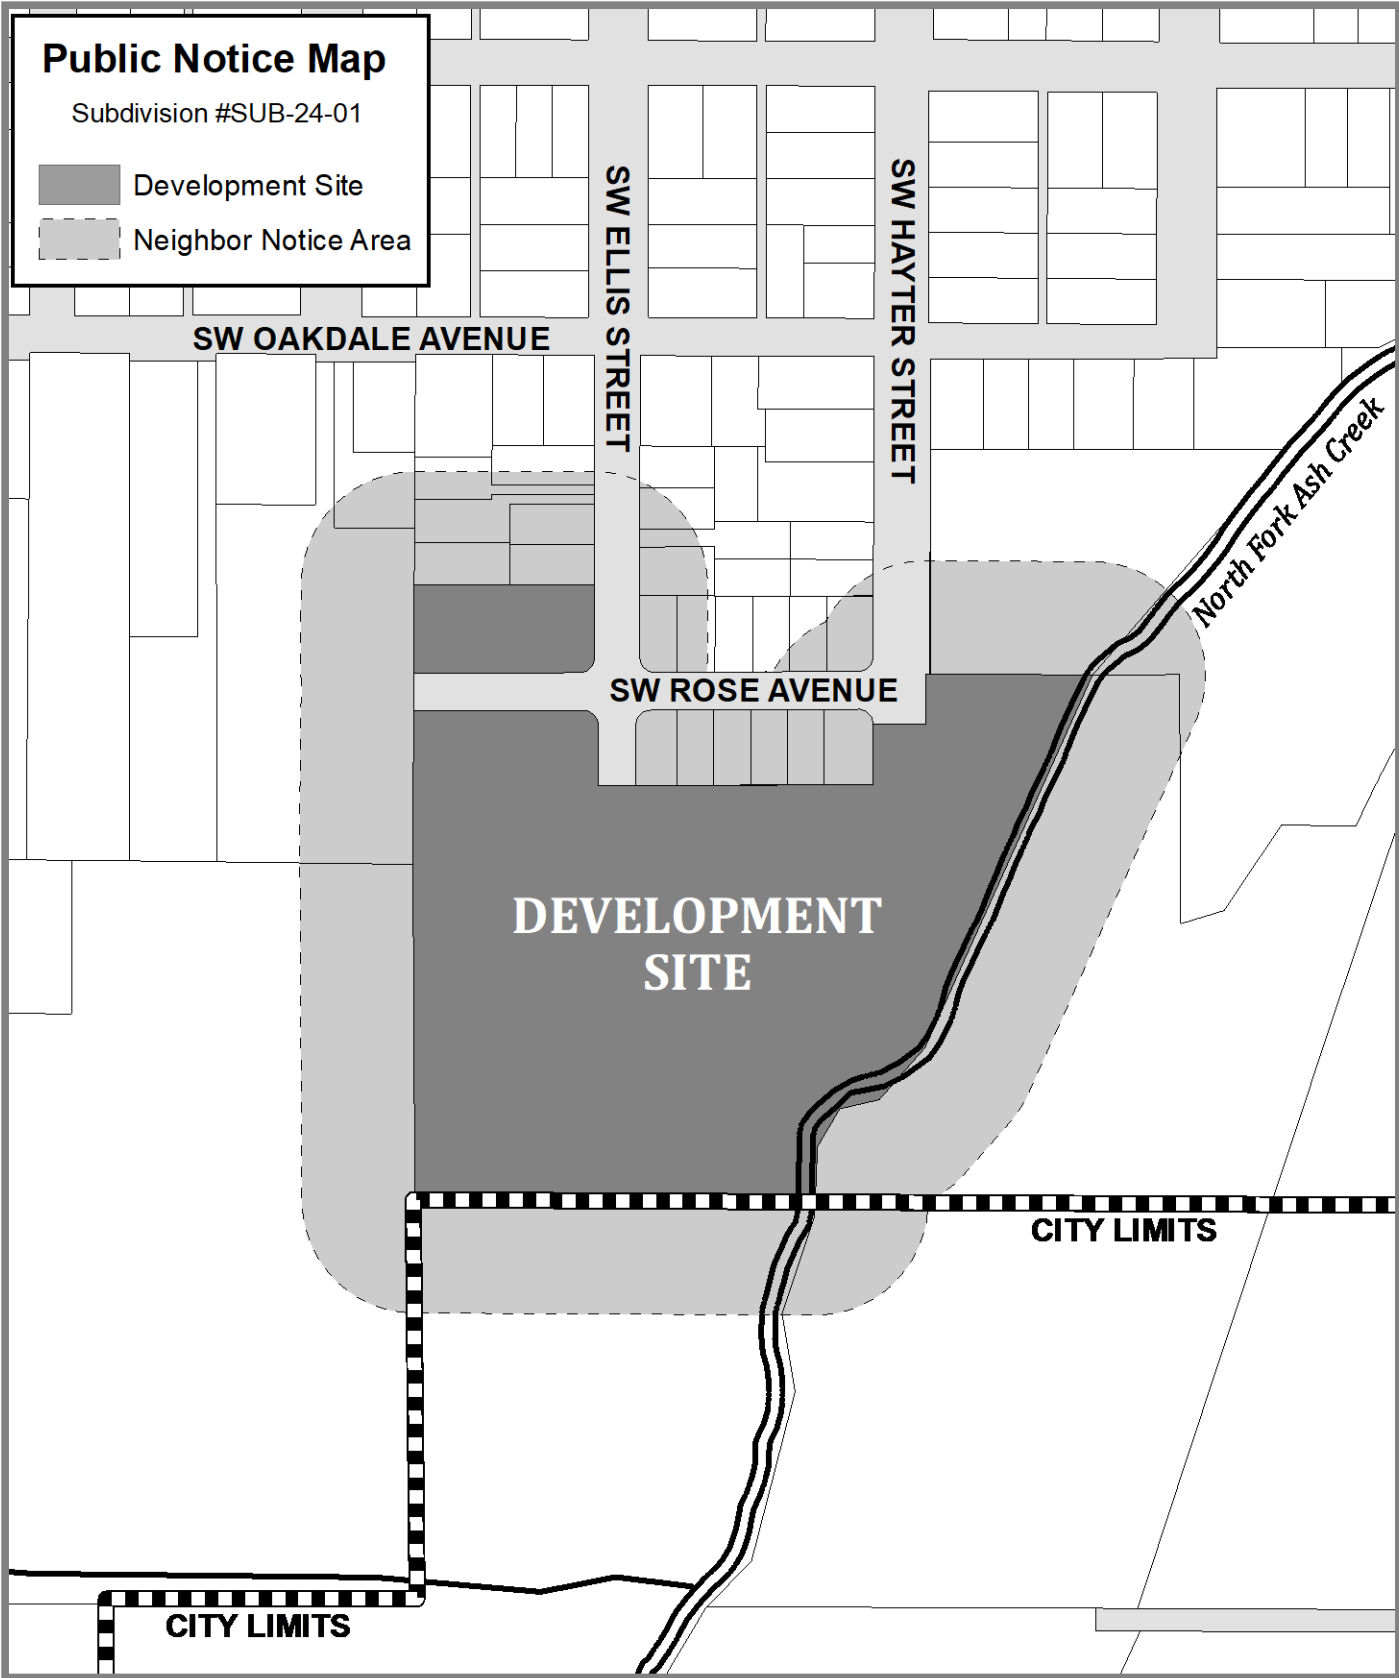 Public Notice Map
Subdivision #SUB-24-01
Development Site
Neighbor Notice Area
SW ELLIS STREET
SW HAYTER STREET
SW OAKDALE AVENUE
North Fork Ash Creek
SW ROSE AVENUE
DEVELOPMENT
SITE
CITY LIMITS
CITY LIMITS